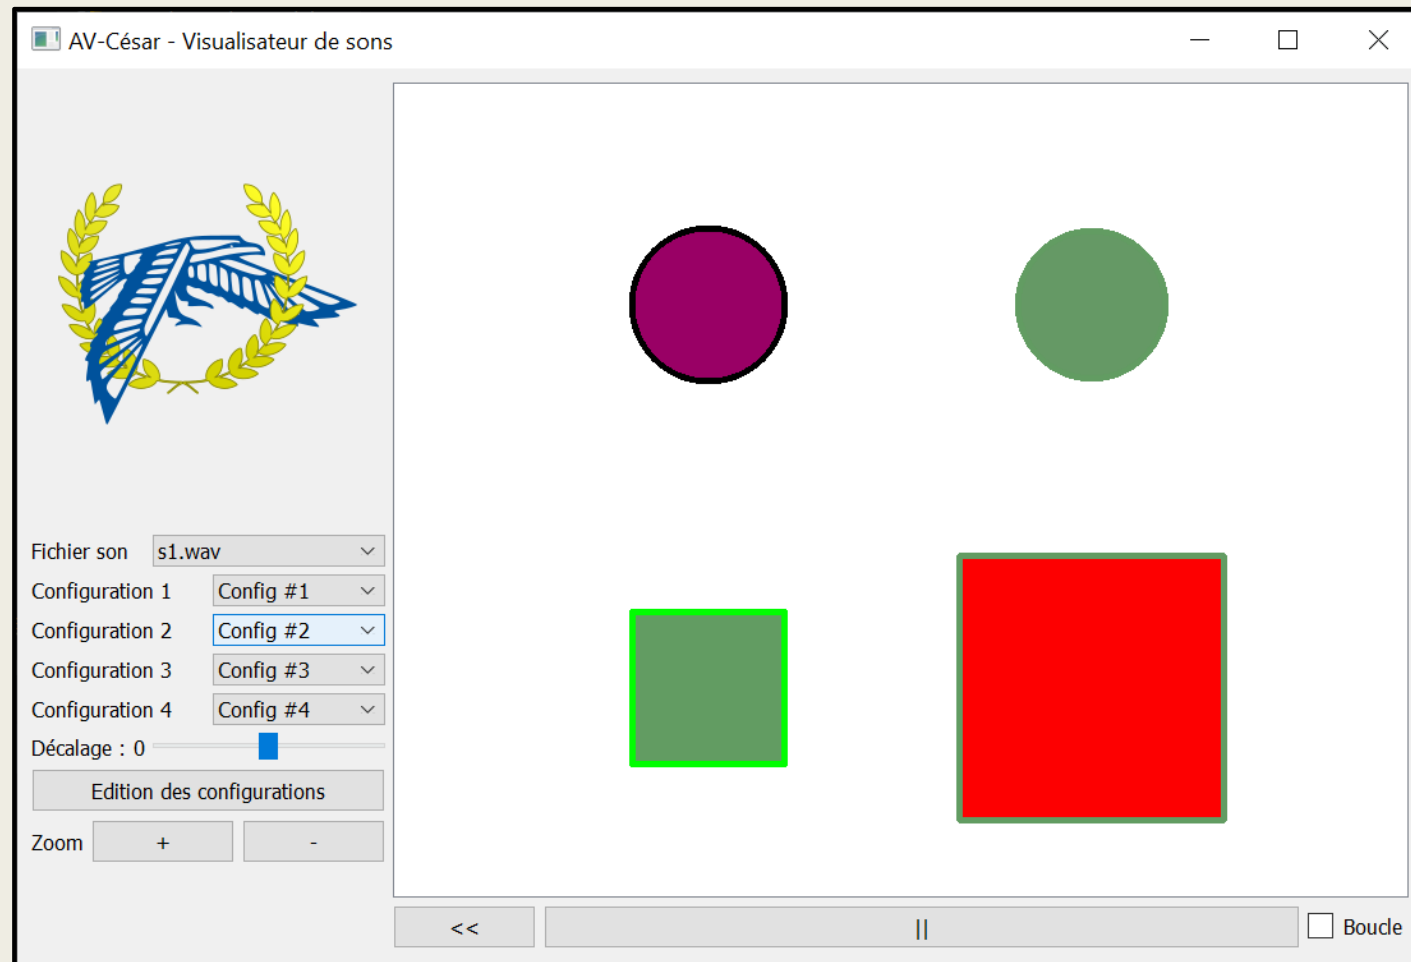 AV-César - Visualisateur de sons
Fichier son s1.wav
Configuration 1 Config #1
Configuration 2 Config #2
Configuration 3 Config #3
Configuration 4 Config #4
Décalage : 0
Edition des configurations
Zoom + -
<< || Boucle